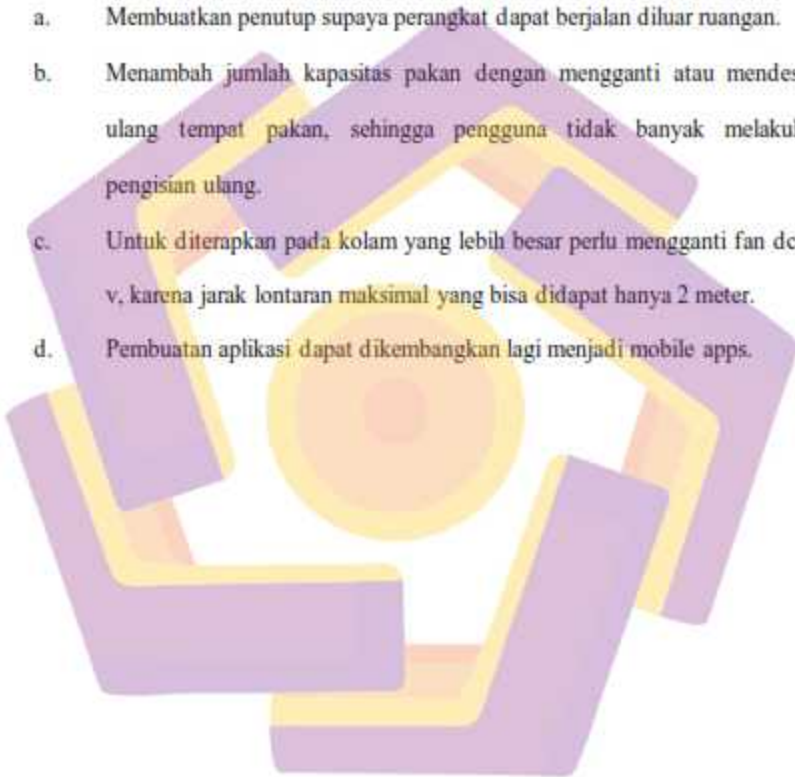 a. Membuatkan penutup supaya perangkat dapat berjalan diluar ruangan.
b. Menambah jumlah kapasitas pakan dengan mengganti atau
ulang tempat pakan, sehingga pengguna tidak banyak
pengisian ulang.
c. Untuk diterapkan pada kolam yang lebih besar perlu mengganti fan dc
v, karena jarak lontaran maksimal yang bisa didapat hanya 2 meter.
d. Pembuatan aplikasi dapat dikembangkan lagi menjadi mobile apps.